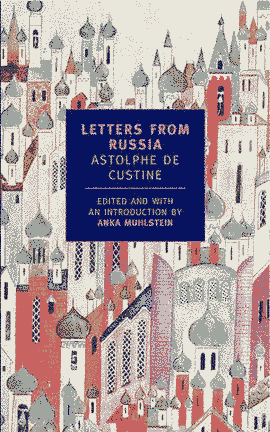 LETTERS FROM
RUSSIA
ASTOLPHE DE
CUSTINE
EDITED AND WITH
AN INTRODUCTION BY
ANKA MUHLSTEIN